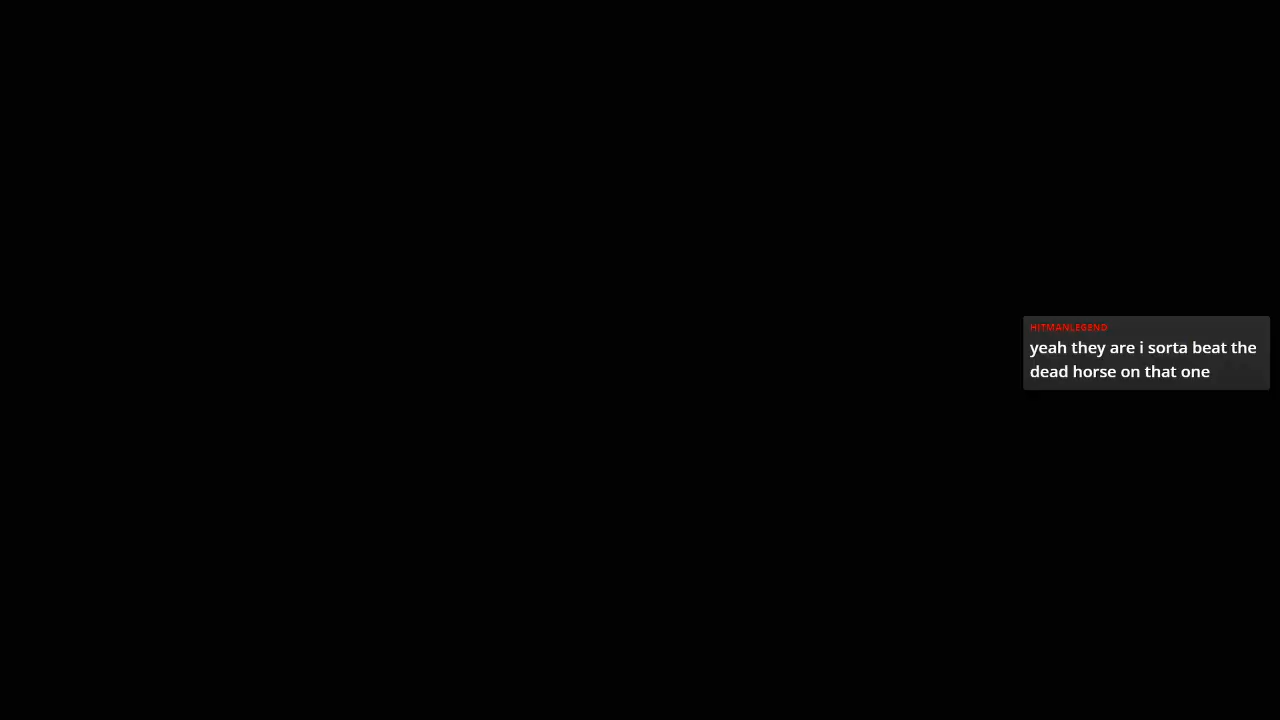 HITMANLEGEND
yeah they are i sorta beat the
dead horse on that one